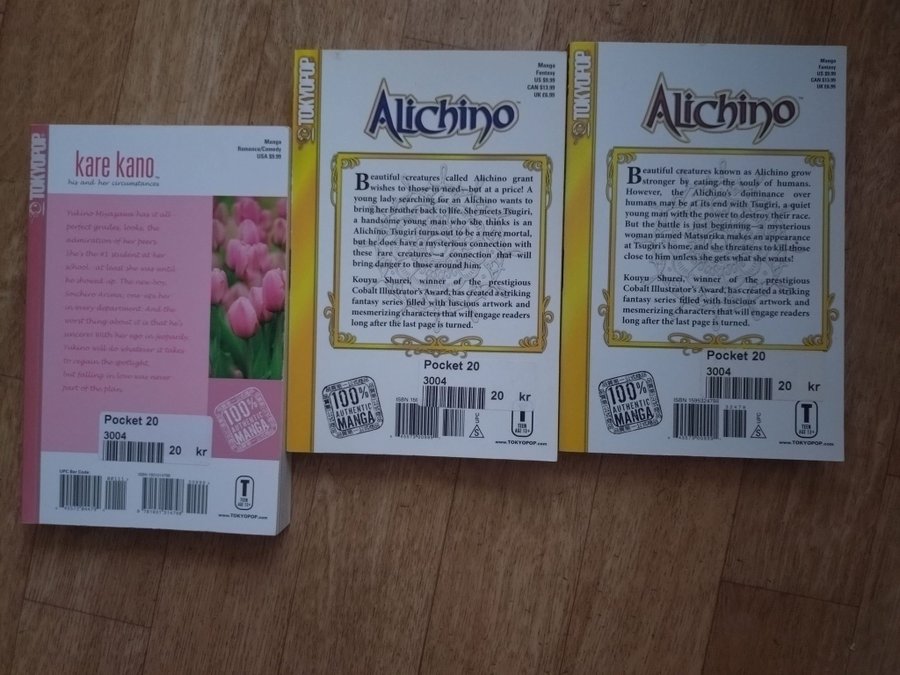 TOKYOPOP
kare kano™
his and her circumstances
Manga
Romance/Comedy
USA $9.99
Yukino Miyazawa has it all:
perfect grades, looks, the
admiration of her peers.
She's the #1 student at her
school...at least she was until
he showed up. The new boy,
Soichiro Arima, one-ups her
in every department. And the
worst thing about it is that he's
sincere! With her ego in jeopardy,
Yukino will do whatever it takes
to regain the spotlight...
but falling in love was never
part of the plan.
100%
AUTHENTIC
MANGA
Pocket 20
3004
20 kr
UPC Bar Code:
T
TEEN
AGE 13+
www.TOKYOPOP.com
TOKYOPOP
Alichino™
Manga
Fantasy
US $9.99
CAN $13.99
UK £6.99
Beautiful creatures called Alichino grant
wishes to those in need—but at a price! A
young lady searching for an Alichino wants to
bring her brother back to life. She meets Tsugiri,
a handsome young man who she thinks is an
Alichino. Tsugiri turns out to be a mere mortal,
but he does have a mysterious connection with
these rare creatures—a connection that will
bring danger to those around him.
Kouyu Shurei, winner of the prestigious
Cobalt Illustrator's Award, has created a striking
fantasy series filled with luscious artwork and
mesmerizing characters that will engage readers
long after the last page is turned.
100%
AUTHENTIC
MANGA
Pocket 20
3004
20 kr
ISBN
UPC
S
TEEN
AGE 13+
www.TOKYOPOP.com
TOKYOPOP
Alichino™
Manga
Fantasy
US $9.99
CAN $13.99
UK £6.99
Beautiful creatures known as Alichino grow
stronger by eating the souls of humans.
However, the Alichino's dominance over
humans may be at its end with Tsugiri, a quiet
young man with the power to destroy their race.
But the battle is just beginning—a mysterious
woman named Matsurika makes an appearance
at Tsugiri's home, and she threatens to kill those
close to him unless she gets what she wants!
Kouyu Shurei, winner of the prestigious
Cobalt Illustrator's Award, has created a striking
fantasy series filled with luscious artwork and
mesmerizing characters that will engage readers
long after the last page is turned.
100%
AUTHENTIC
MANGA
Pocket 20
3004
20 kr
ISBN
UPC
S
T
TEEN
AGE 13+
www.TOKYOPOP.com